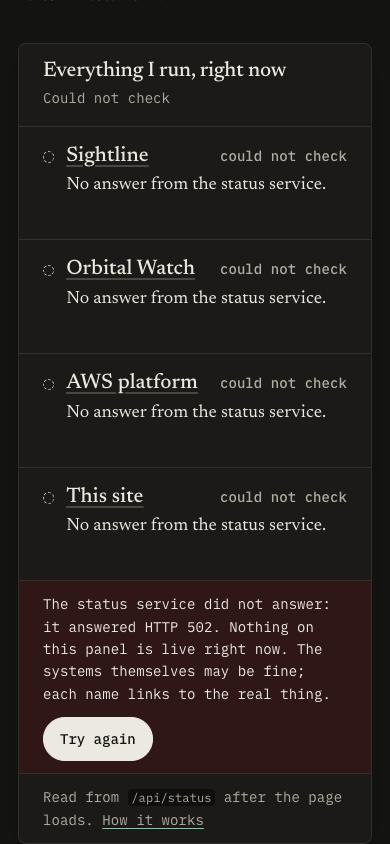 Everything I run, right now
Could not check
Sightline could not check
No answer from the status service.
Orbital Watch could not check
No answer from the status service.
AWS platform could not check
No answer from the status service.
This site could not check
No answer from the status service.
The status service did not answer:
it answered HTTP 502. Nothing on
this panel is live right now. The
systems themselves may be fine;
each name links to the real thing.
Try again
Read from /api/status after the page
loads. How it works